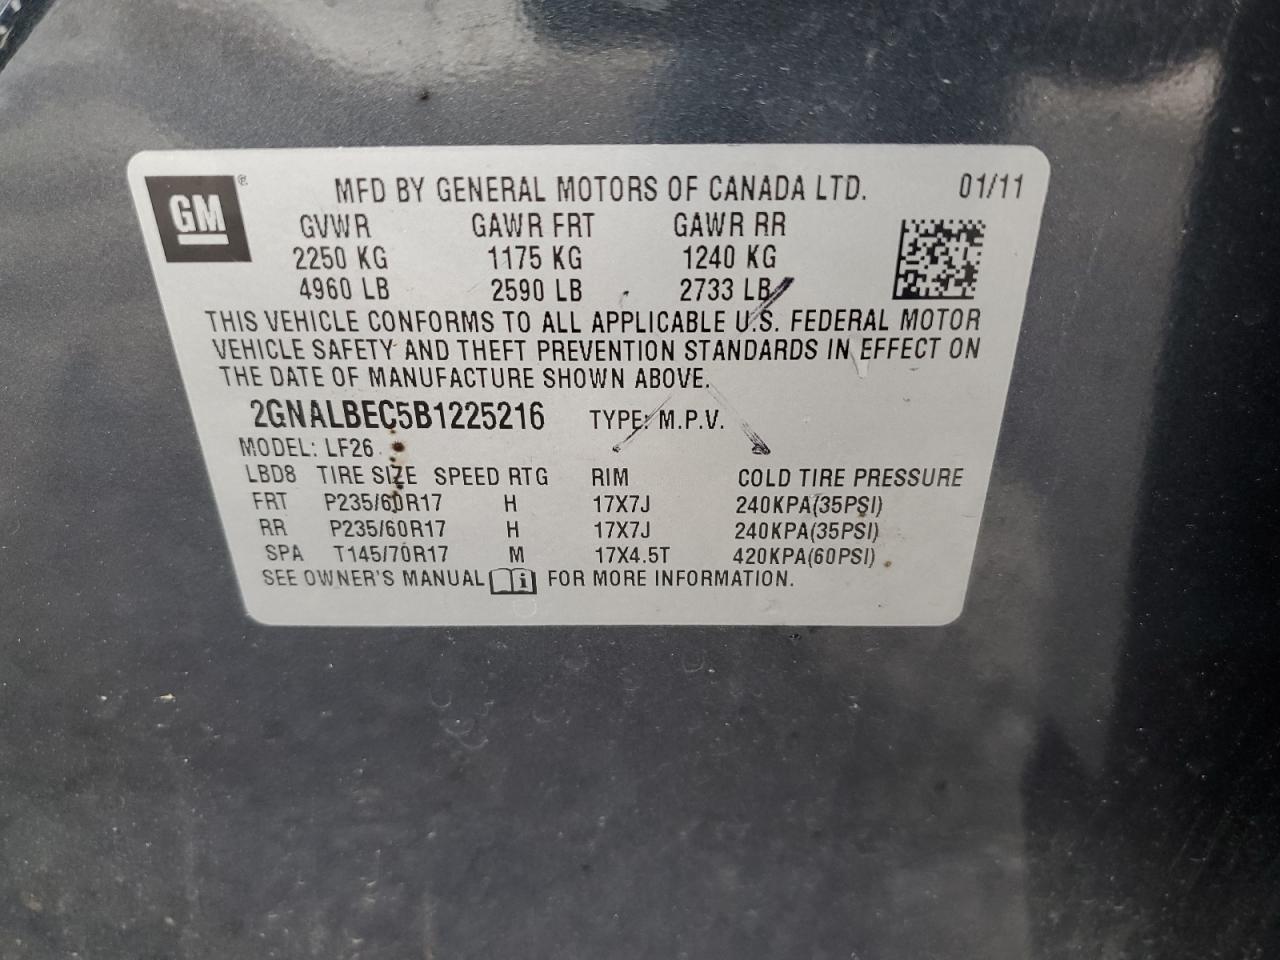 GM ® MFD BY GENERAL MOTORS OF CANADA LTD. 01/11
GVWR GAWR FRT GAWR RR
2250 KG 1175 KG 1240 KG
4960 LB 2590 LB 2733 LB
THIS VEHICLE CONFORMS TO ALL APPLICABLE U.S. FEDERAL MOTOR
VEHICLE SAFETY AND THEFT PREVENTION STANDARDS IN EFFECT ON
THE DATE OF MANUFACTURE SHOWN ABOVE.
2GNALBEC5B1225216 TYPE: M.P.V.
MODEL: LF26
LBD8 TIRE SIZE SPEED RTG RIM COLD TIRE PRESSURE
FRT P235/60R17 H 17X7J 240KPA(35PSI)
RR P235/60R17 H 17X7J 240KPA(35PSI)
SPA T145/70R17 M 17X4.5T 420KPA(60PSI)
SEE OWNER'S MANUAL i FOR MORE INFORMATION.